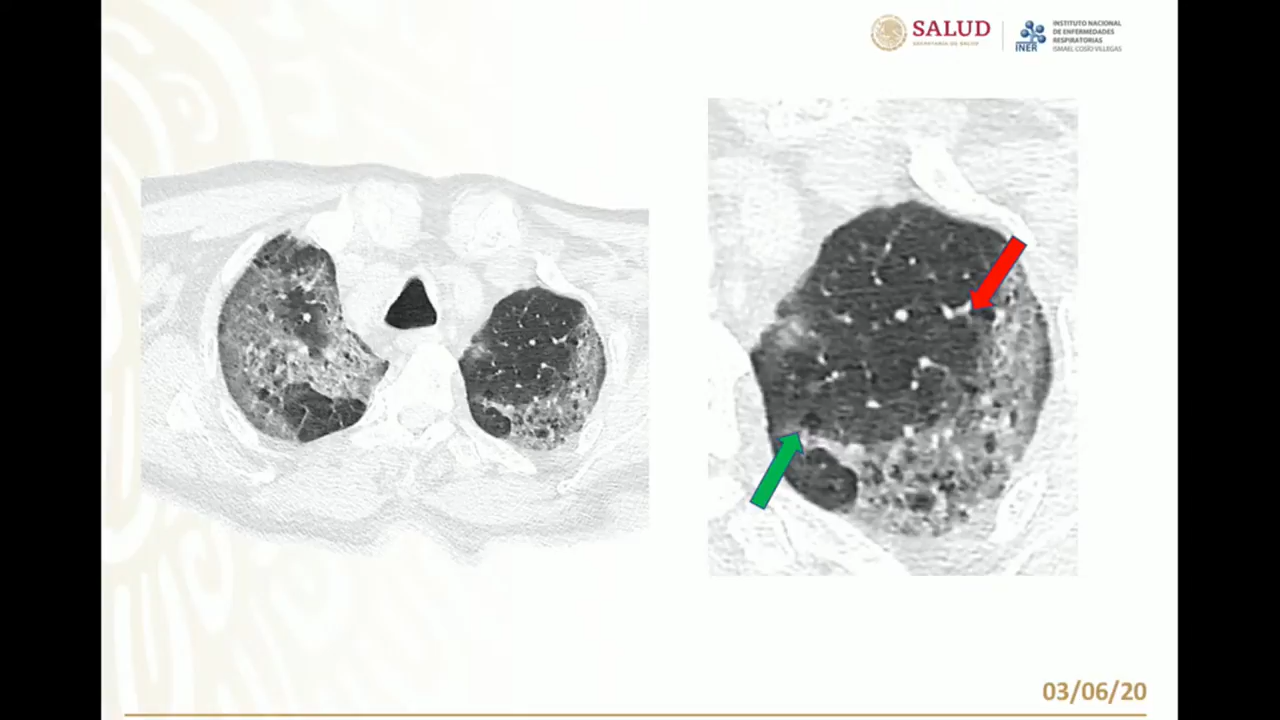 SALUD
SECRETARÍA DE SALUD
INER
INSTITUTO NACIONAL
DE ENFERMEDADES
RESPIRATORIAS
ISMAEL COSÍO VILLEGAS
03/06/20